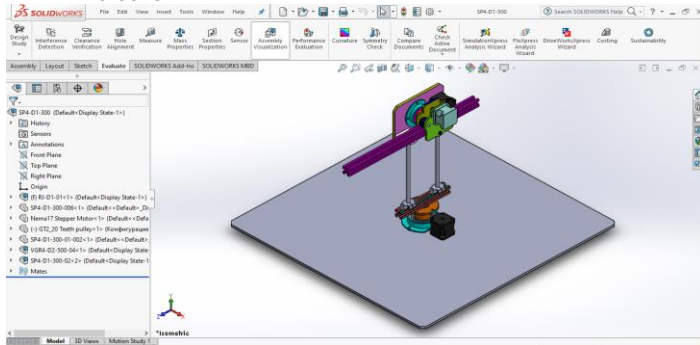 SOLIDWORKS File Edit View Insert Tools Window Help SP4-D1-300 Search SOLIDWORKS Help
Design Study Interference Detection Clearance Verification Hole Alignment Measure Mass Properties Section Properties Sensor Assembly Visualization Performance Evaluation Curvature Symmetry Check Compare Documents Check Active Document SimulationXpress Analysis Wizard FloXpress Analysis Wizard DriveWorksXpress Wizard Costing Sustainability
Assembly Layout Sketch Evaluate SOLIDWORKS Add-Ins SOLIDWORKS MBD
SP4-D1-300 (Default<Display State-1>)
History
Sensors
Annotations
Front Plane
Top Plane
Right Plane
Origin
(f) RJ-D1-01<1> (Default<Display State-1>)
SP4-D1-300-006<1> (Default<<Default>_Di
Nema17 Stepper Motor<1> (Default<<Defa
(-) GT2_20 Teeth pulley<1> (Конфигурация
SP4-D1-300-01-002<1> (Default<<Default>
VGR4-D2-500-04<1> (Default<Display State
SP4-D1-300-02<2> (Default<Display State-1
Mates
*Isometric
Model 3D Views Motion Study 1